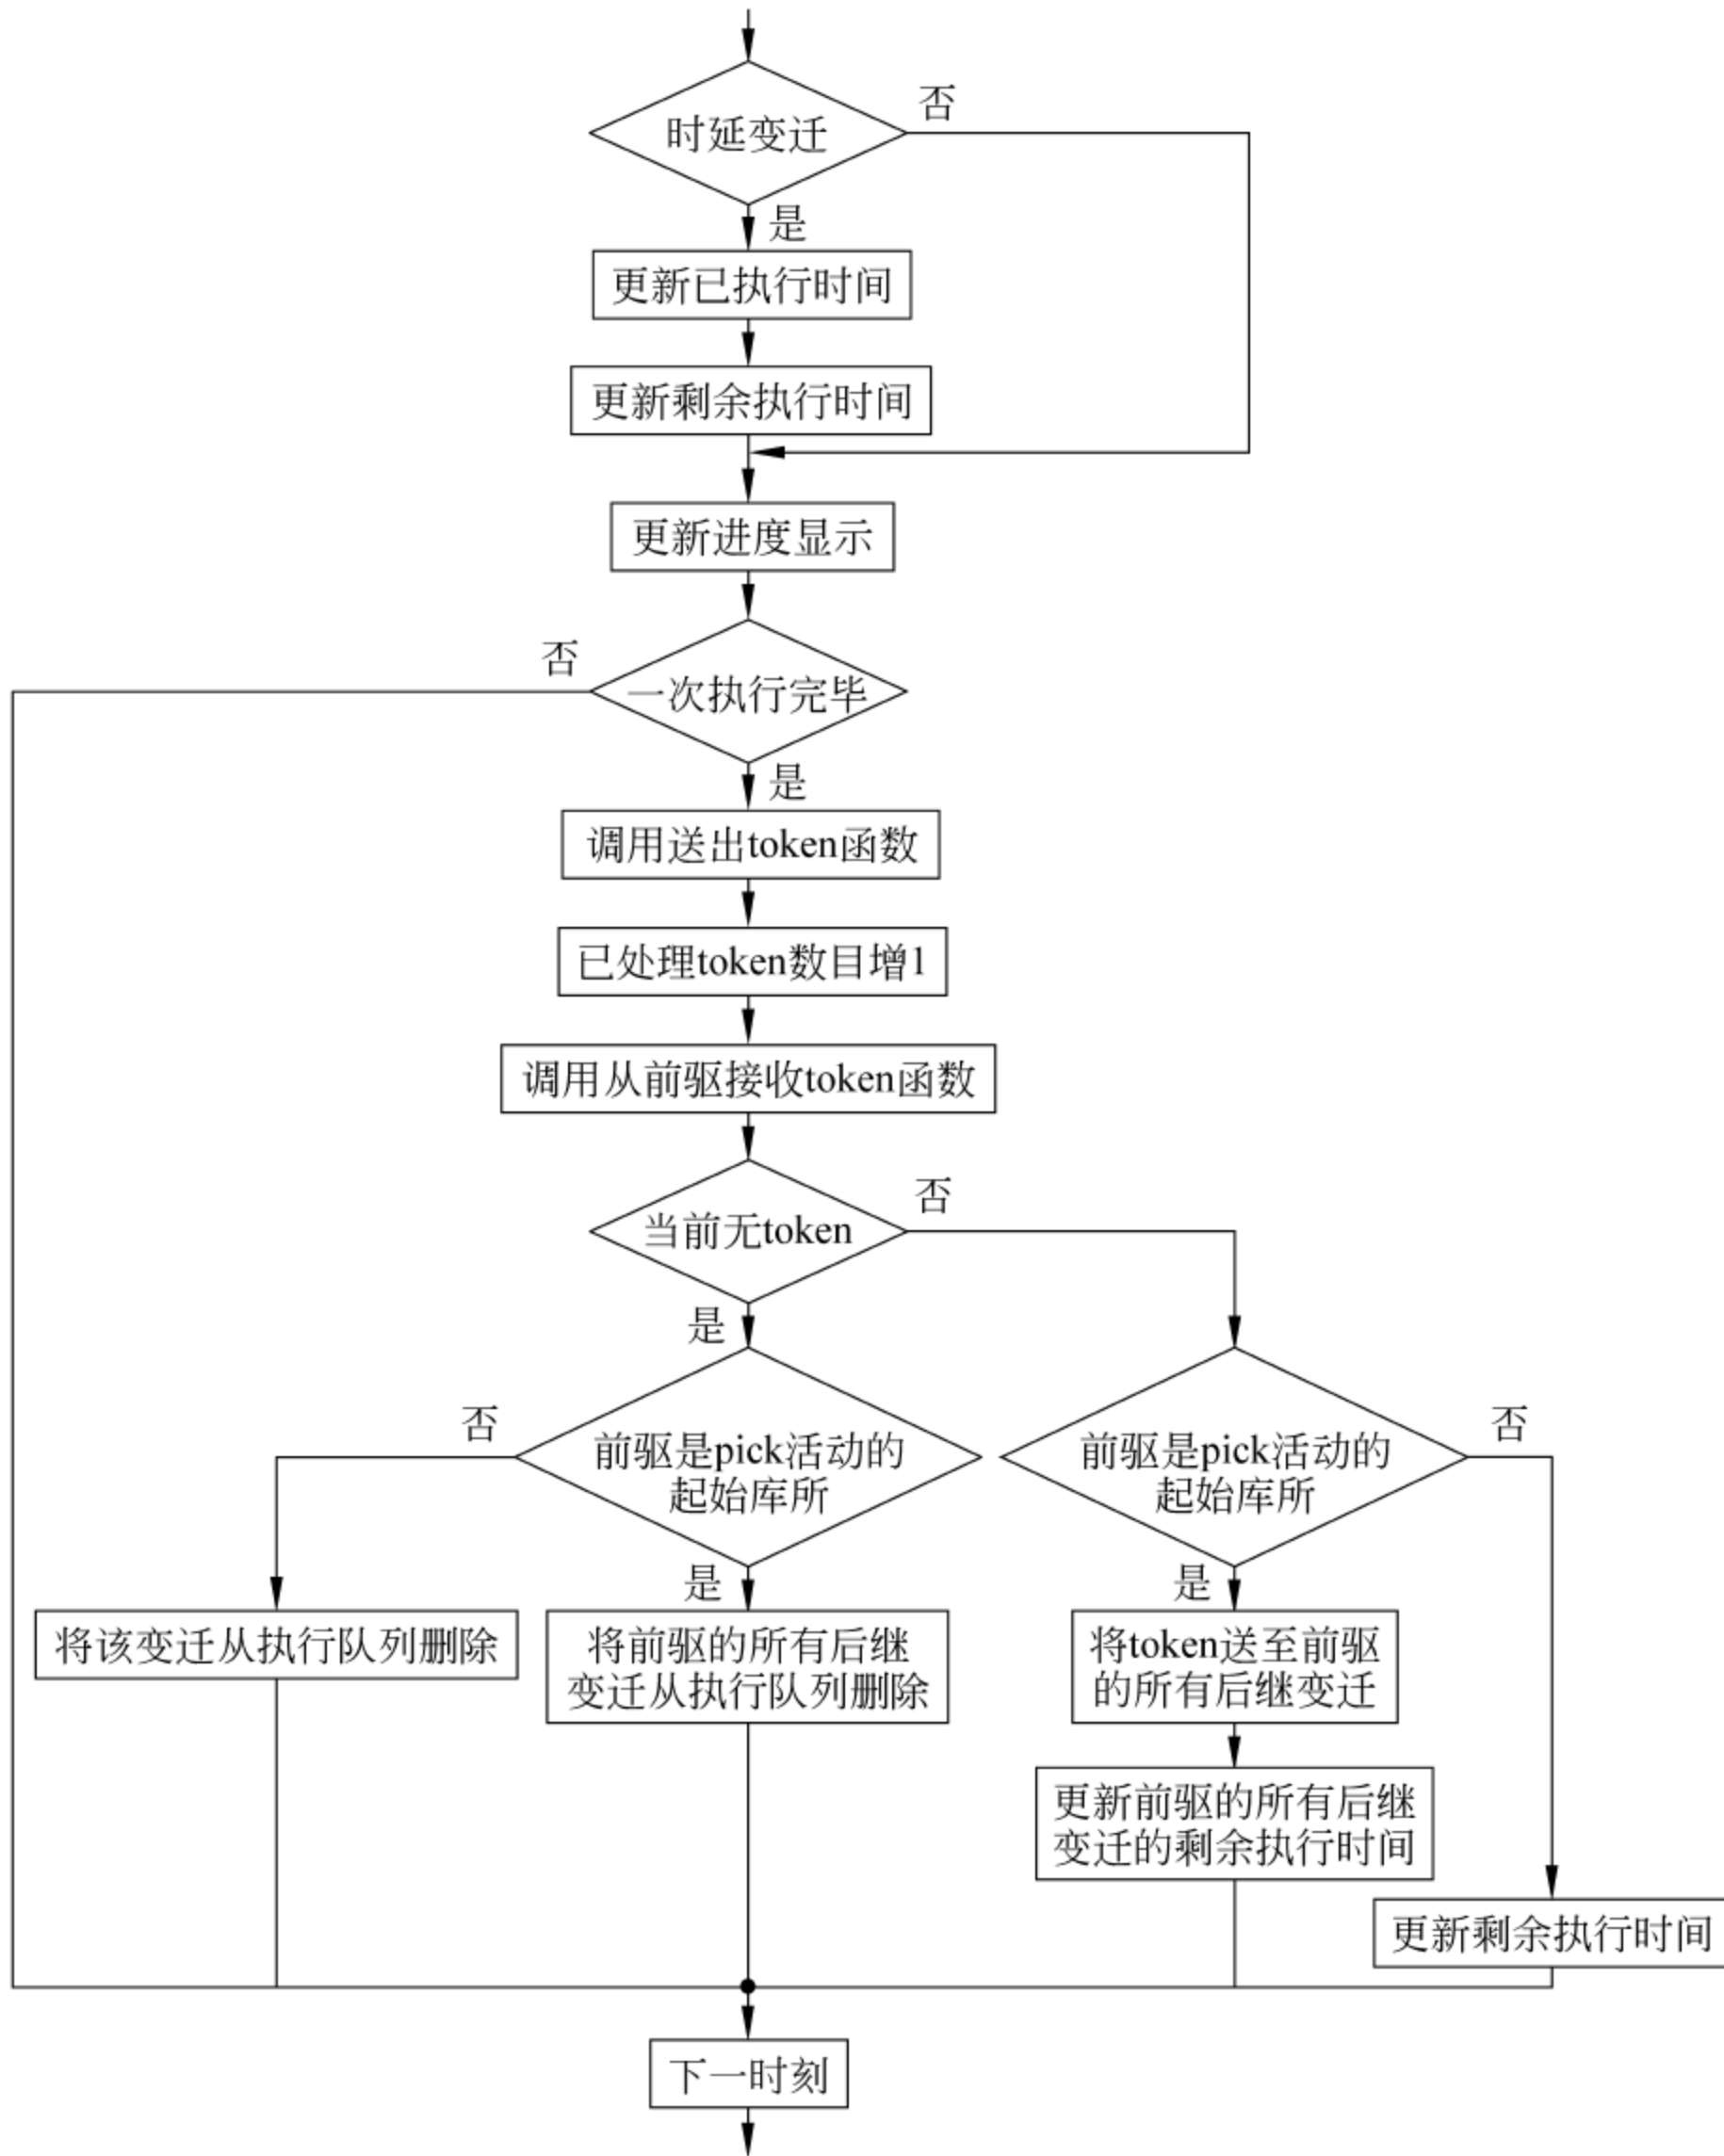 否
时延变迁
是
更新已执行时间
更新剩余执行时间
更新进度显示
否
一次执行完毕
是
调用送出token函数
已处理token数目增1
调用从前驱接收token函数
否
当前无token
是
否
前驱是pick活动的
起始库所
否
前驱是pick活动的
起始库所
是
是
将该变迁从执行队列删除
将前驱的所有后继
变迁从执行队列删除
将token送至前驱
的所有后继变迁
更新前驱的所有后继
变迁的剩余执行时间
更新剩余执行时间
下一时刻